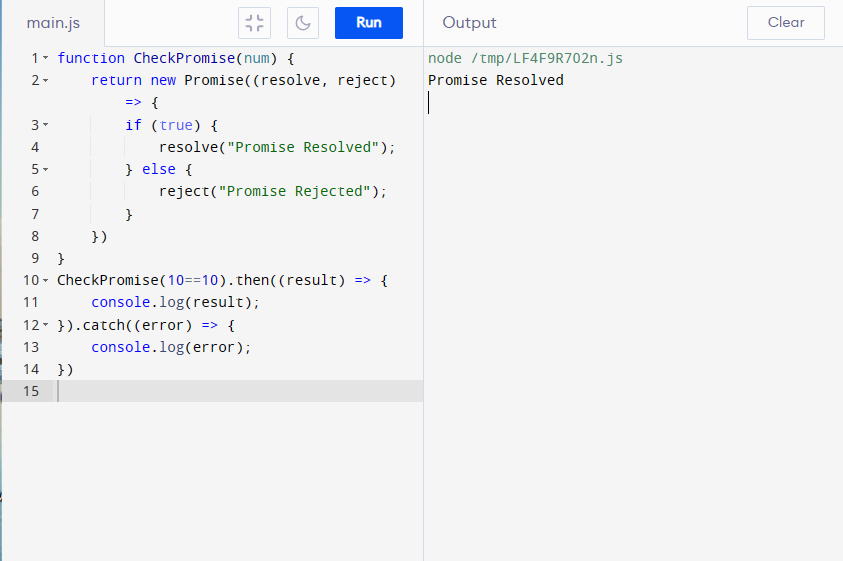 main.js Run Output Clear
1 function CheckPromise(num) {
2 return new Promise((resolve, reject)
=> {
3 if (true) {
4 resolve("Promise Resolved");
5 } else {
6 reject("Promise Rejected");
7 }
8 })
9 }
10 CheckPromise(10==10).then((result) => {
11 console.log(result);
12 }).catch((error) => {
13 console.log(error);
14 })
15
node /tmp/LF4F9R7O2n.js
Promise Resolved